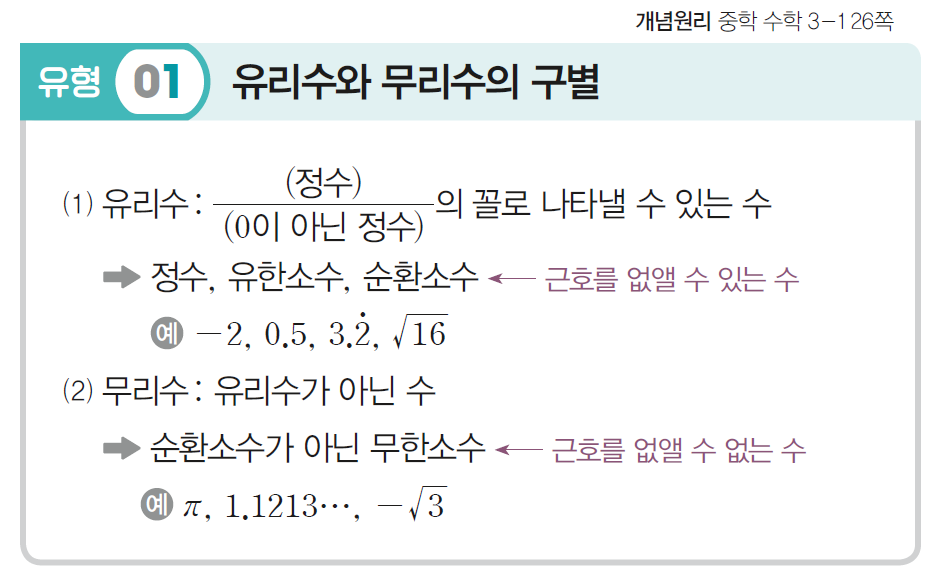 개념원리 중학 수학 3-1 26쪽
유형 01 유리수와 무리수의 구별
(1) 유리수 : (정수)/(0이 아닌 정수)의 꼴로 나타낼 수 있는 수
➡ 정수, 유한소수, 순환소수 ← 근호를 없앨 수 있는 수
예 -2, 0.5, 3.2̇, √16
(2) 무리수 : 유리수가 아닌 수
➡ 순환소수가 아닌 무한소수 ← 근호를 없앨 수 없는 수
예 π, 1.1213⋯, -√3